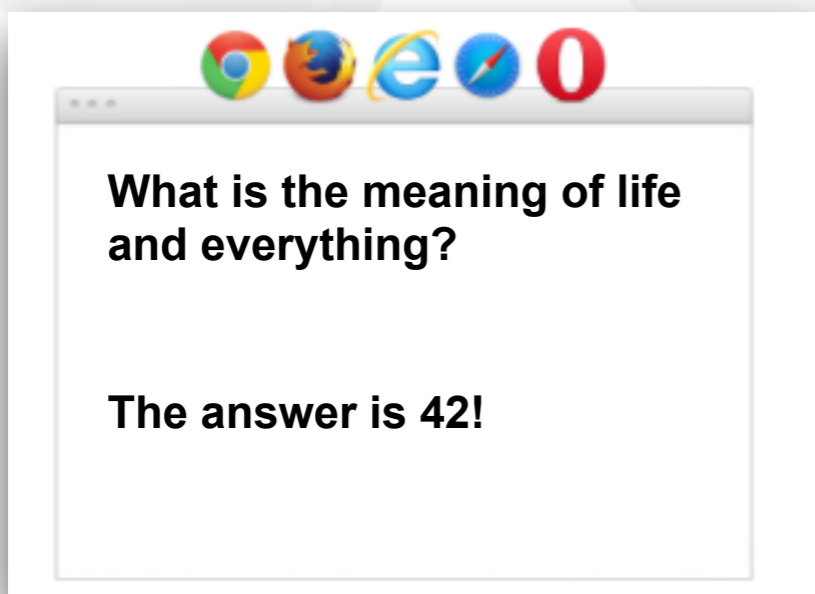 What is the meaning of life
and everything?
The answer is 42!